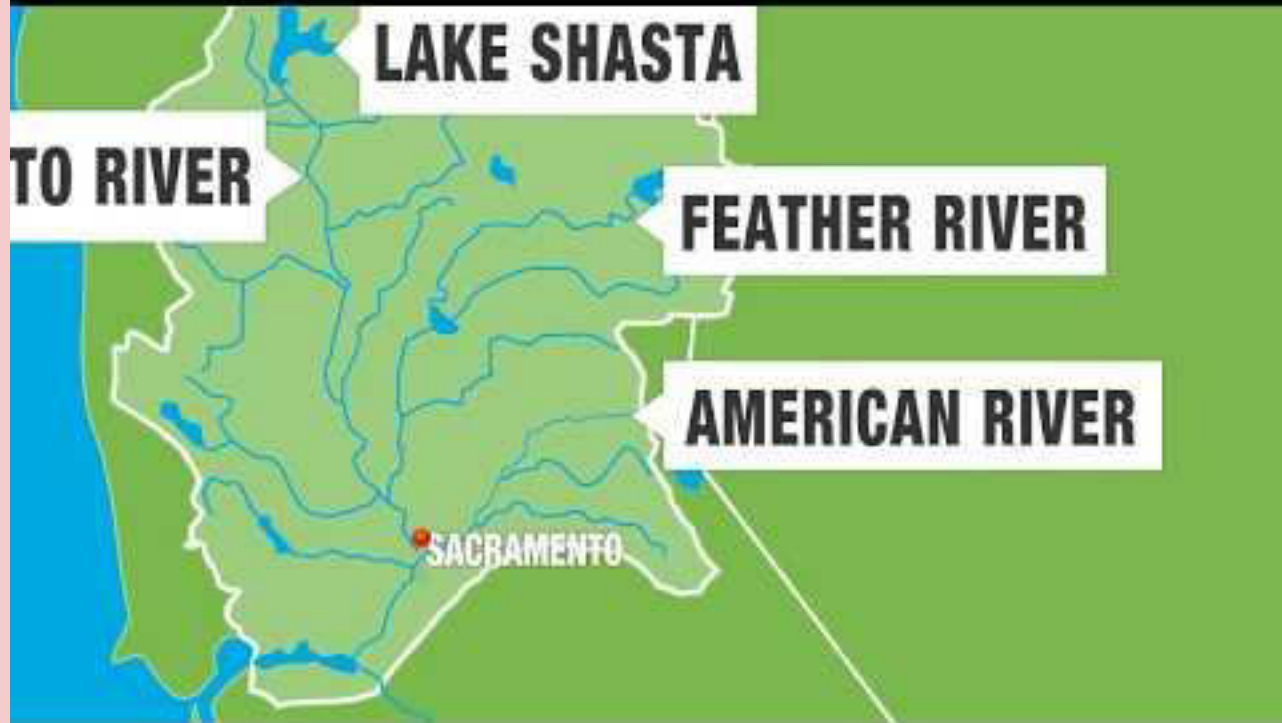 LAKE SHASTA
TO RIVER
FEATHER RIVER
AMERICAN RIVER
SACRAMENTO